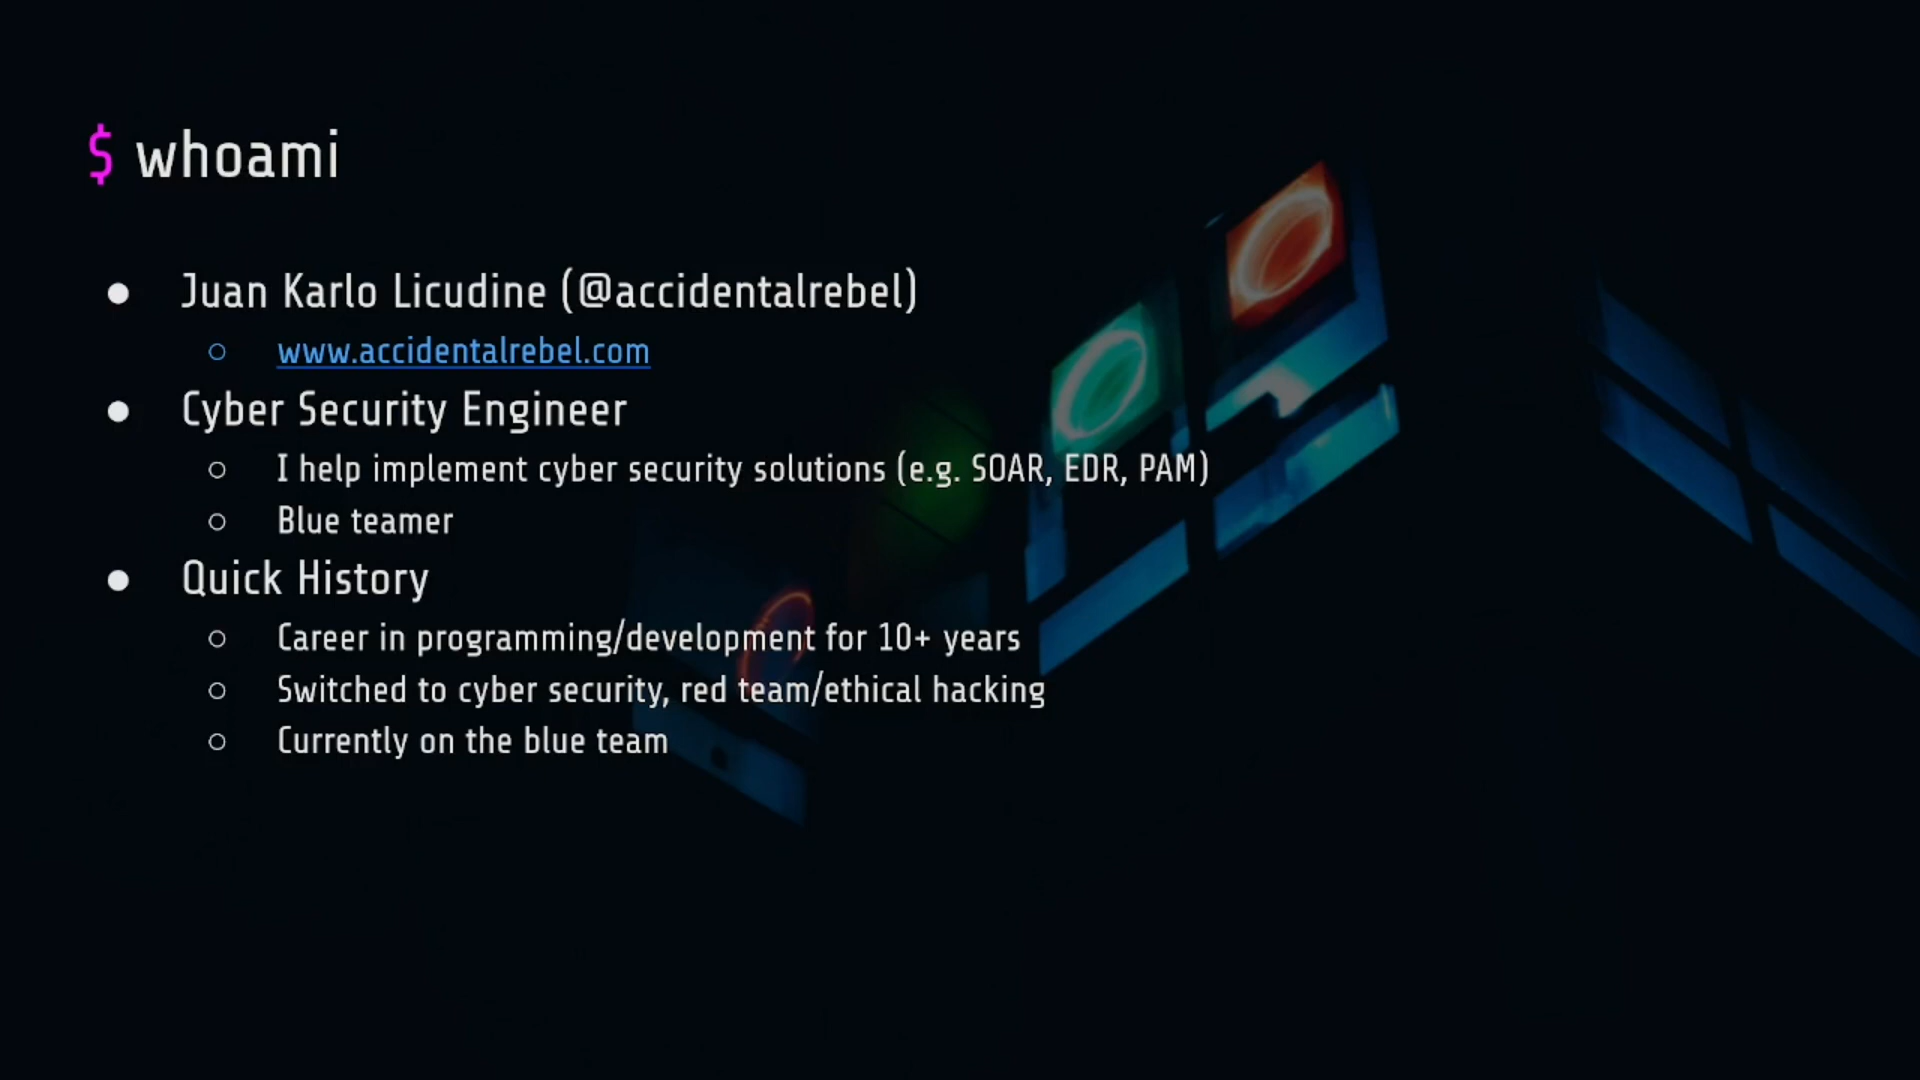 $ whoami
● Juan Karlo Licudine (@accidentalrebel)
○ www.accidentalrebel.com
● Cyber Security Engineer
○ I help implement cyber security solutions (e.g. SOAR, EDR, PAM)
○ Blue teamer
● Quick History
○ Career in programming/development for 10+ years
○ Switched to cyber security, red team/ethical hacking
○ Currently on the blue team